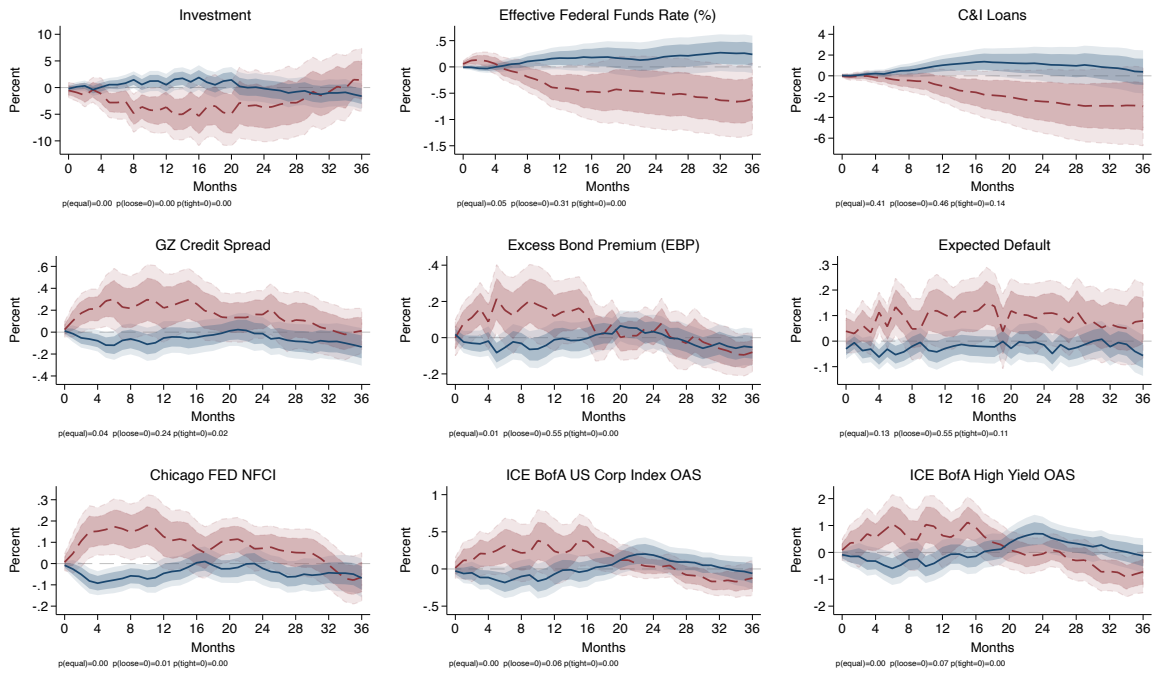 Investment
10
5
0
-5
-10
Percent
0 4 8 12 16 20 24 28 32 36
Months
p(equal)=0.00 p(loose=0)=0.00 p(tight=0)=0.00
Effective Federal Funds Rate (%)
.5
0
-.5
-1
-1.5
Percent
0 4 8 12 16 20 24 28 32 36
Months
p(equal)=0.05 p(loose=0)=0.31 p(tight=0)=0.00
C&I Loans
4
2
0
-2
-4
-6
Percent
0 4 8 12 16 20 24 28 32 36
Months
p(equal)=0.41 p(loose=0)=0.46 p(tight=0)=0.14
GZ Credit Spread
.6
.4
.2
0
-.2
-.4
Percent
0 4 8 12 16 20 24 28 32 36
Months
p(equal)=0.04 p(loose=0)=0.24 p(tight=0)=0.02
Excess Bond Premium (EBP)
.4
.2
0
-.2
Percent
0 4 8 12 16 20 24 28 32 36
Months
p(equal)=0.01 p(loose=0)=0.55 p(tight=0)=0.00
Expected Default
.3
.2
.1
0
-.1
Percent
0 4 8 12 16 20 24 28 32 36
Months
p(equal)=0.13 p(loose=0)=0.55 p(tight=0)=0.11
Chicago FED NFCI
.3
.2
.1
0
-.1
-.2
Percent
0 4 8 12 16 20 24 28 32 36
Months
p(equal)=0.00 p(loose=0)=0.01 p(tight=0)=0.00
ICE BofA US Corp Index OAS
1
.5
0
-.5
Percent
0 4 8 12 16 20 24 28 32 36
Months
p(equal)=0.00 p(loose=0)=0.06 p(tight=0)=0.00
ICE BofA High Yield OAS
2
1
0
-1
-2
Percent
0 4 8 12 16 20 24 28 32 36
Months
p(equal)=0.00 p(loose=0)=0.07 p(tight=0)=0.00